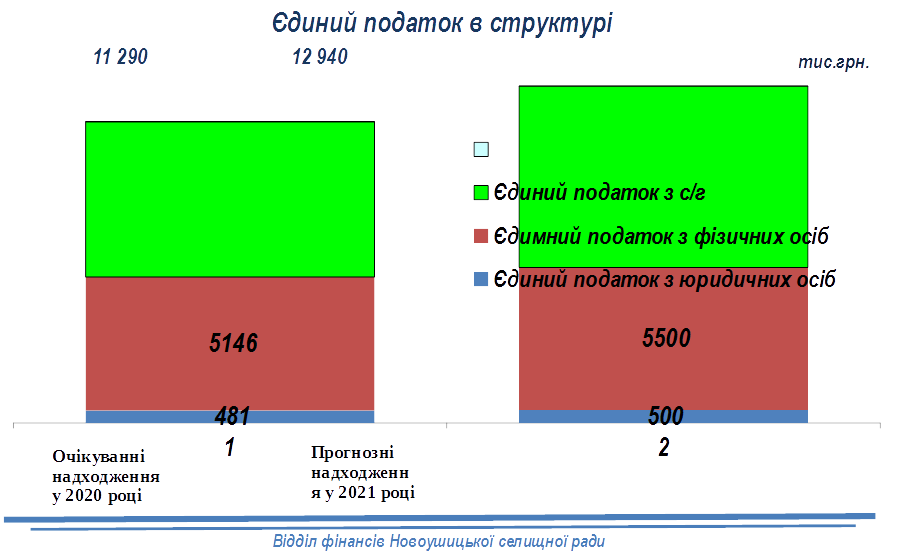 Єдиний податок в структурі
11 290
12 940
тис.грн.
Єдиний податок з с/г
Єдимний податок з фізичних осіб
Єдиний податок з юридичних осіб
5146
5500
481
500
1
2
Очікуванні
надходження
у 2020 році
Прогнозні
надходженн
я у 2021 році
Відділ фінансів Новоушицької селищної ради